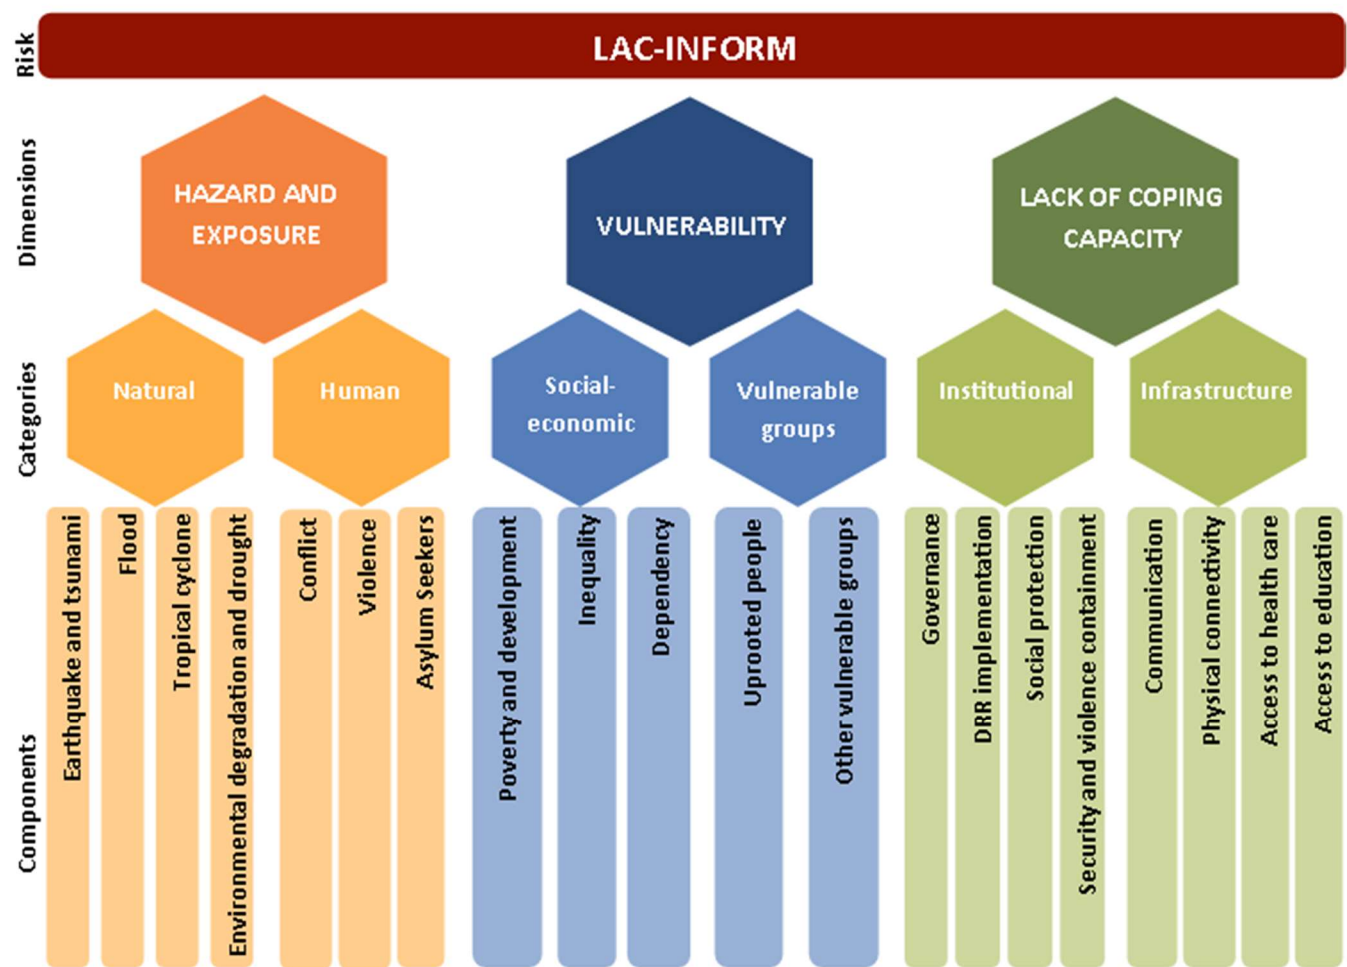 Risk
LAC-INFORM
Dimensions
HAZARD AND
EXPOSURE
VULNERABILITY
LACK OF COPING
CAPACITY
Categories
Natural
Human
Social-
economic
Vulnerable
groups
Institutional
Infrastructure
Components
Earthquake and tsunami
Flood
Tropical cyclone
Environmental degradation and drought
Conflict
Violence
Asylum Seekers
Poverty and development
Inequality
Dependency
Uprooted people
Other vulnerable groups
Governance
DRR implementation
Social protection
Security and violence containment
Communication
Physical connectivity
Access to health care
Access to education